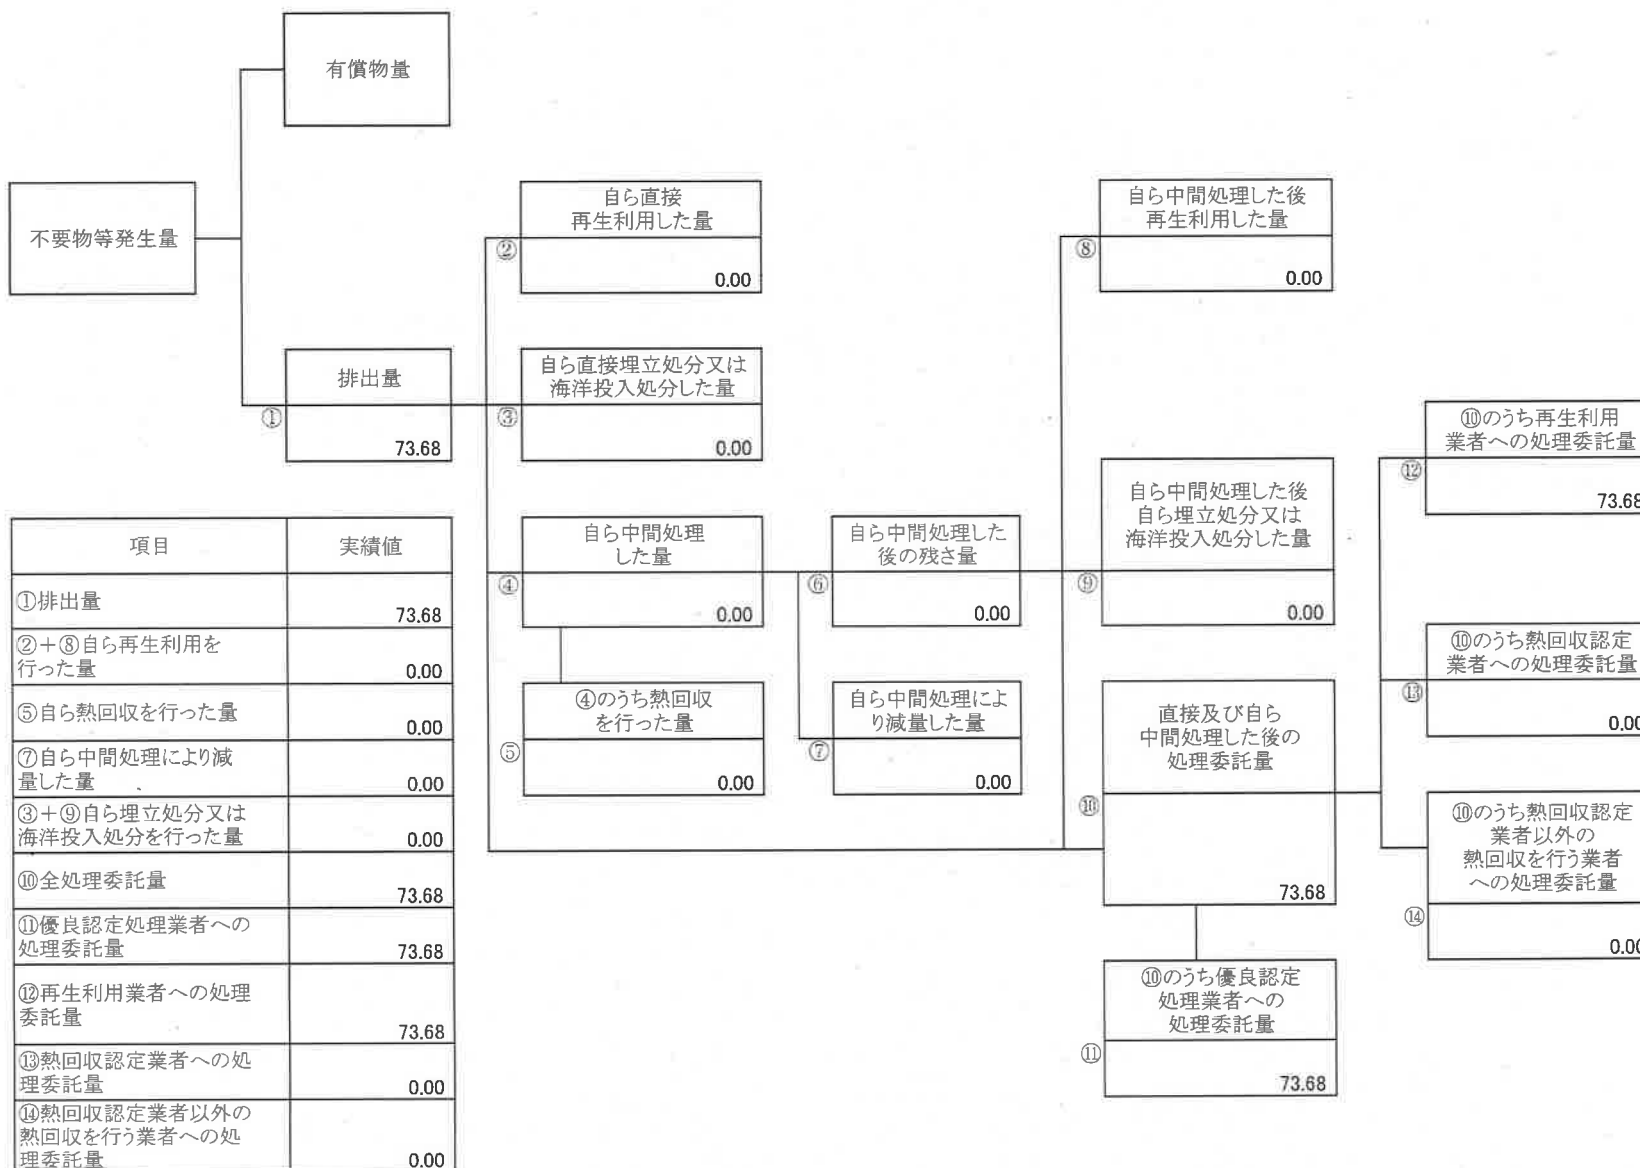 有償物量
不要物等発生量
排出量
①
73.68
自ら直接
再生利用した量
②
0.00
自ら直接埋立処分又は
海洋投入処分した量
③
0.00
自ら中間処理
した量
④
0.00
④のうち熱回収
を行った量
⑤
0.00
自ら中間処理した
後の残さ量
⑥
0.00
自ら中間処理によ
り減量した量
⑦
0.00
自ら中間処理した後
再生利用した量
⑧
0.00
自ら中間処理した後
自ら埋立処分又は
海洋投入処分した量
⑨
0.00
直接及び自ら
中間処理した後の
処理委託量
⑩
73.68
⑩のうち優良認定
処理業者への
処理委託量
⑪
73.68
⑩のうち再生利用
業者への処理委託量
⑫
73.68
⑩のうち熱回収認定
業者への処理委託量
⑬
0.00
⑩のうち熱回収認定
業者以外の
熱回収を行う業者
への処理委託量
⑭
0.00
項目 実績値
①排出量 73.68
②+⑧自ら再生利用を
行った量 0.00
⑤自ら熱回収を行った量 0.00
⑦自ら中間処理により減
量した量 0.00
③+⑨自ら埋立処分又は
海洋投入処分を行った量 0.00
⑩全処理委託量 73.68
⑪優良認定処理業者への
処理委託量 73.68
⑫再生利用業者への処理
委託量 73.68
⑬熱回収認定業者への処
理委託量 0.00
⑭熱回収認定業者以外の
熱回収を行う業者への処
理委託量 0.00